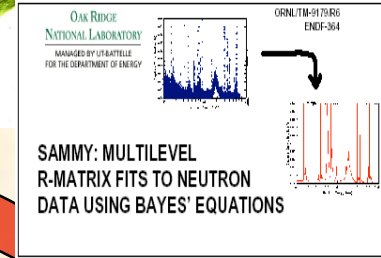 OAK RIDGE
NATIONAL LABORATORY
MANAGED BY UT-BATTELLE
FOR THE DEPARTMENT OF ENERGY
ORNL/TM-9179/R6
ENDF-364
SAMMY: MULTILEVEL
R-MATRIX FITS TO NEUTRON
DATA USING BAYES' EQUATIONS